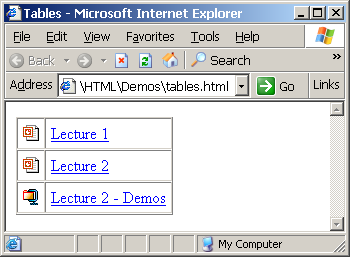 Tables - Microsoft Internet Explorer
File Edit View Favorites Tools Help
Back Search »
Address \HTML\Demos\tables.html Go Links
Lecture 1
Lecture 2
Lecture 2 - Demos
My Computer